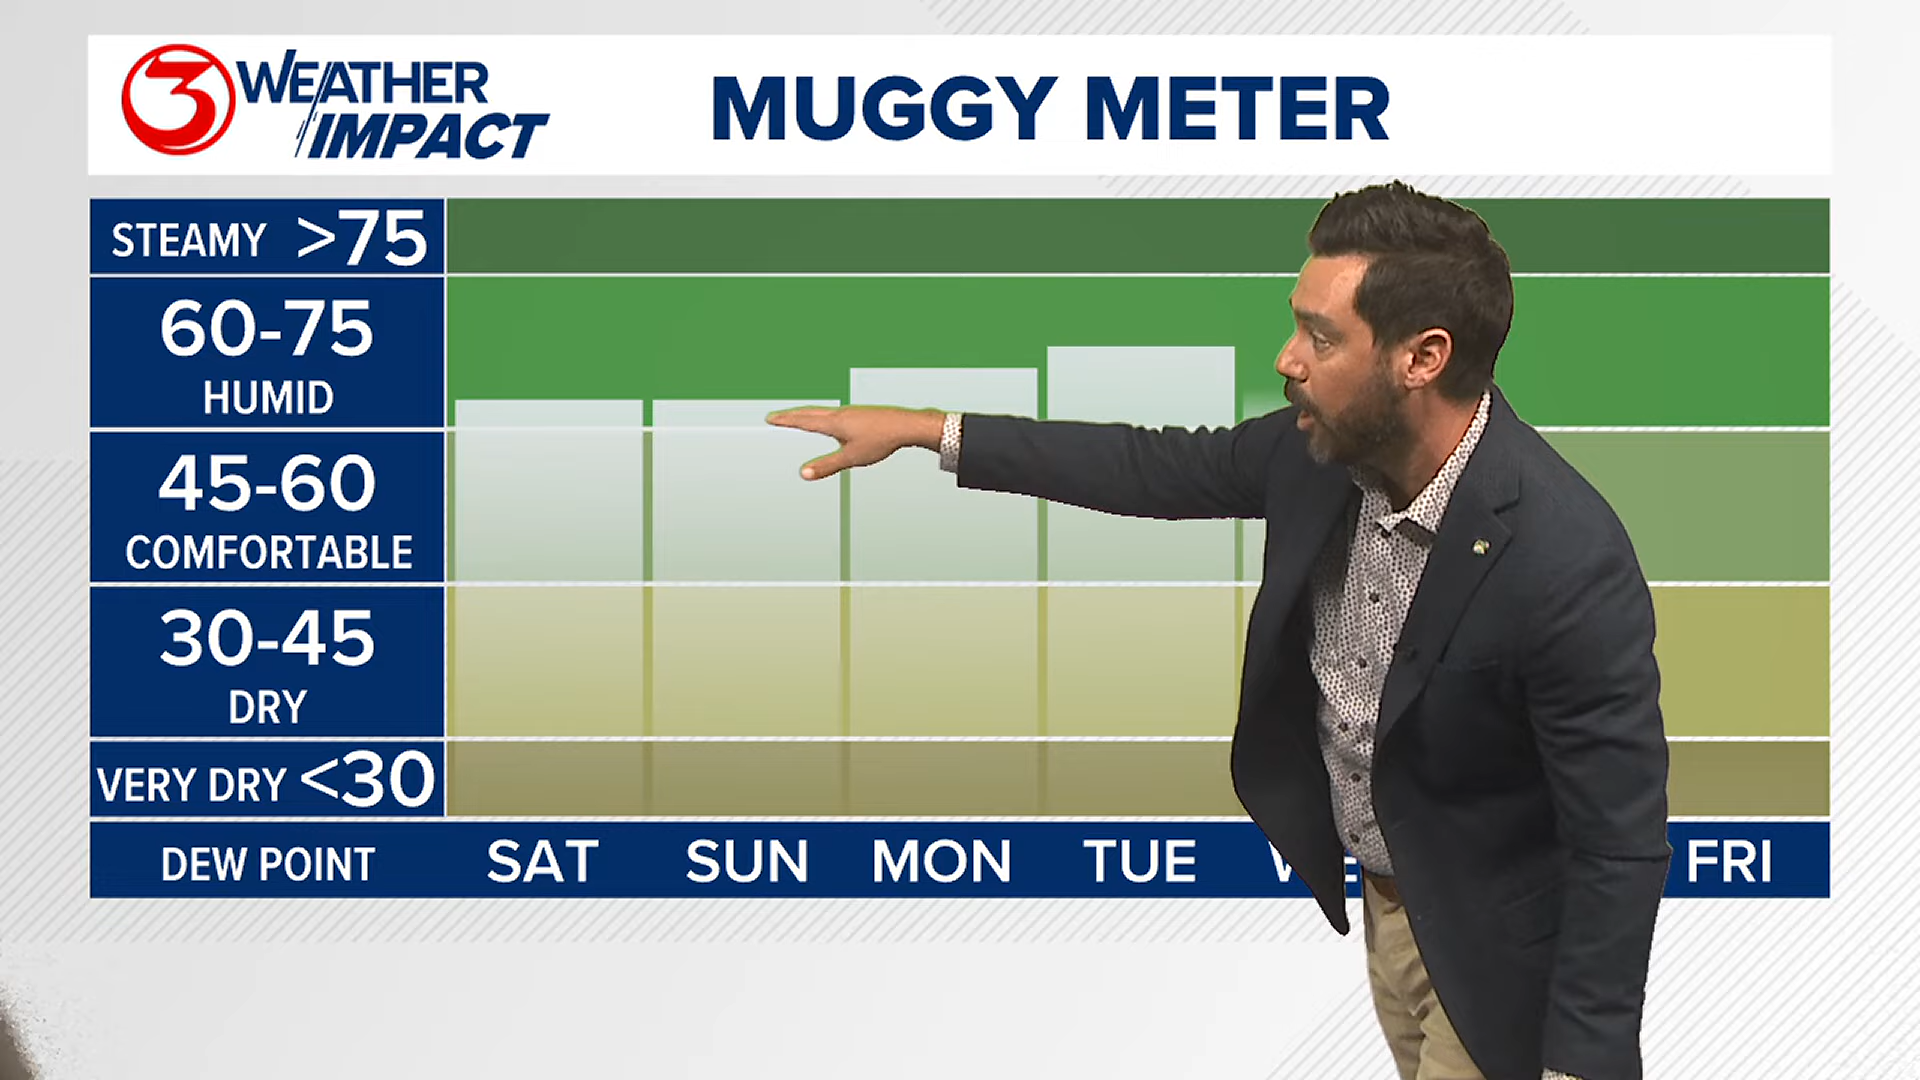 3 WEATHER IMPACT
MUGGY METER
STEAMY >75
60-75
HUMID
45-60
COMFORTABLE
30-45
DRY
VERY DRY <30
DEW POINT SAT SUN MON TUE FRI